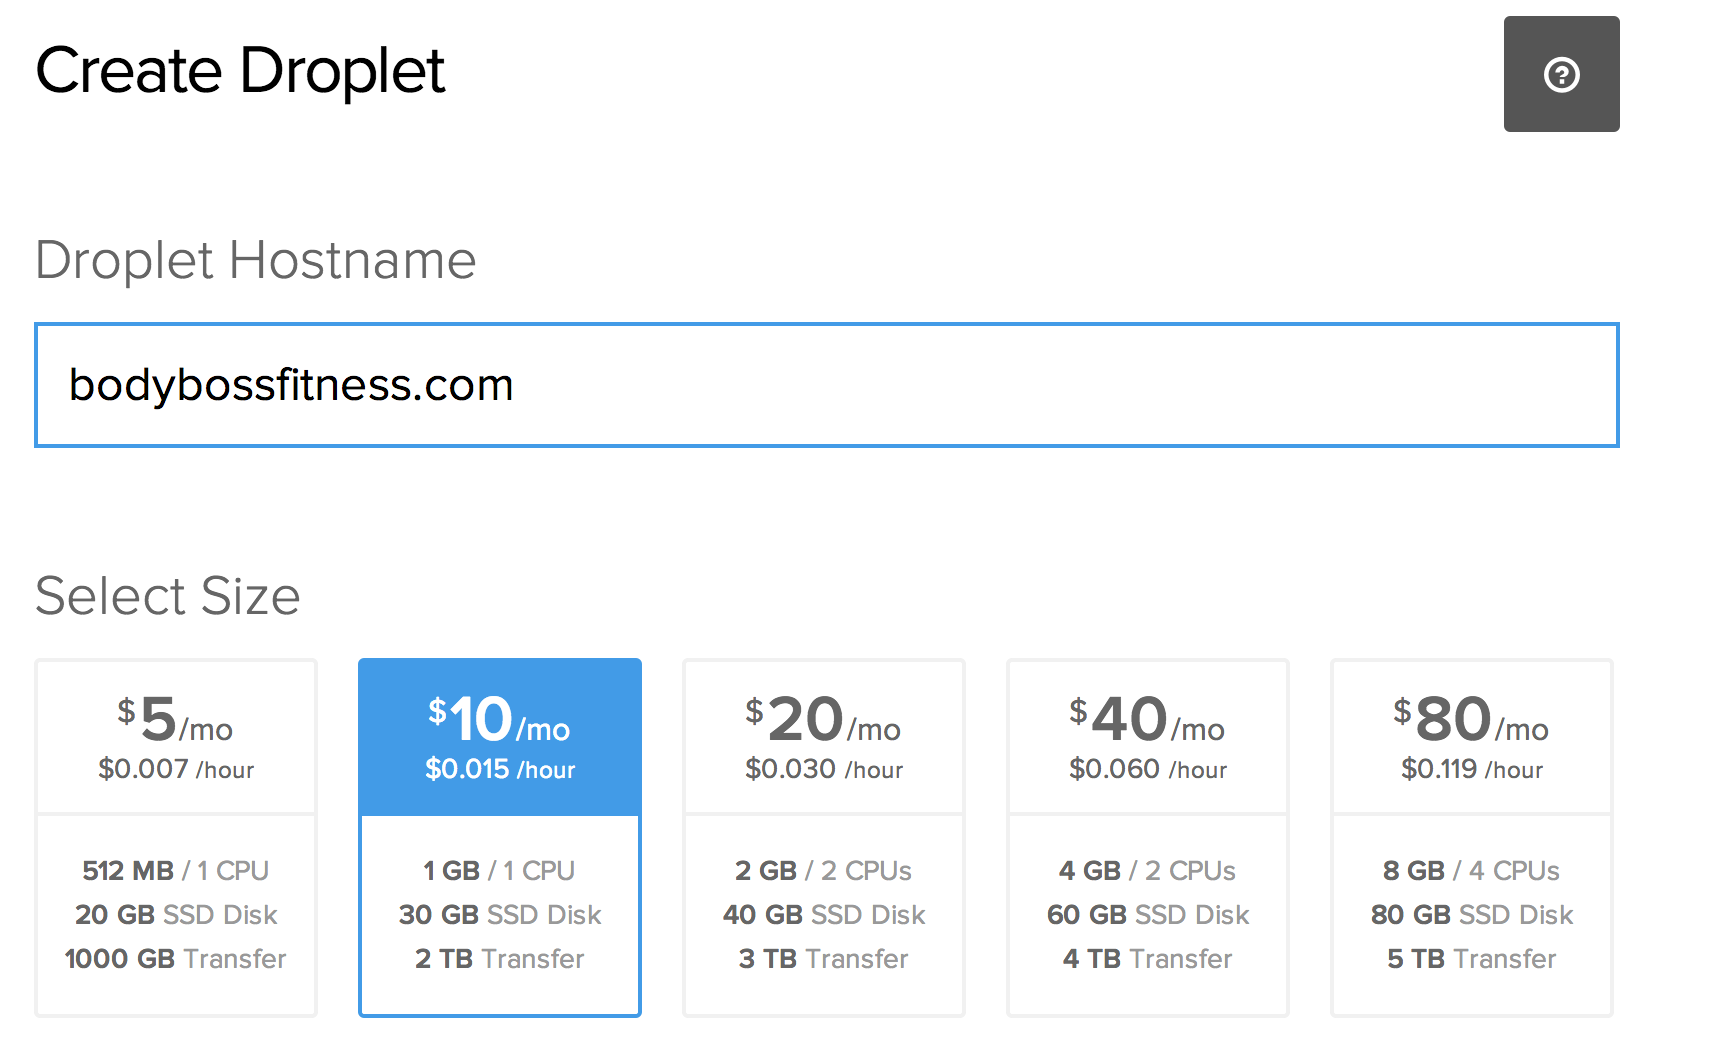 Create Droplet
?
Droplet Hostname
bodybossfitness.com
Select Size
$5/mo
$0.007 /hour
512 MB / 1 CPU
20 GB SSD Disk
1000 GB Transfer
$10/mo
$0.015 /hour
1 GB / 1 CPU
30 GB SSD Disk
2 TB Transfer
$20/mo
$0.030 /hour
2 GB / 2 CPUs
40 GB SSD Disk
3 TB Transfer
$40/mo
$0.060 /hour
4 GB / 2 CPUs
60 GB SSD Disk
4 TB Transfer
$80/mo
$0.119 /hour
8 GB / 4 CPUs
80 GB SSD Disk
5 TB Transfer